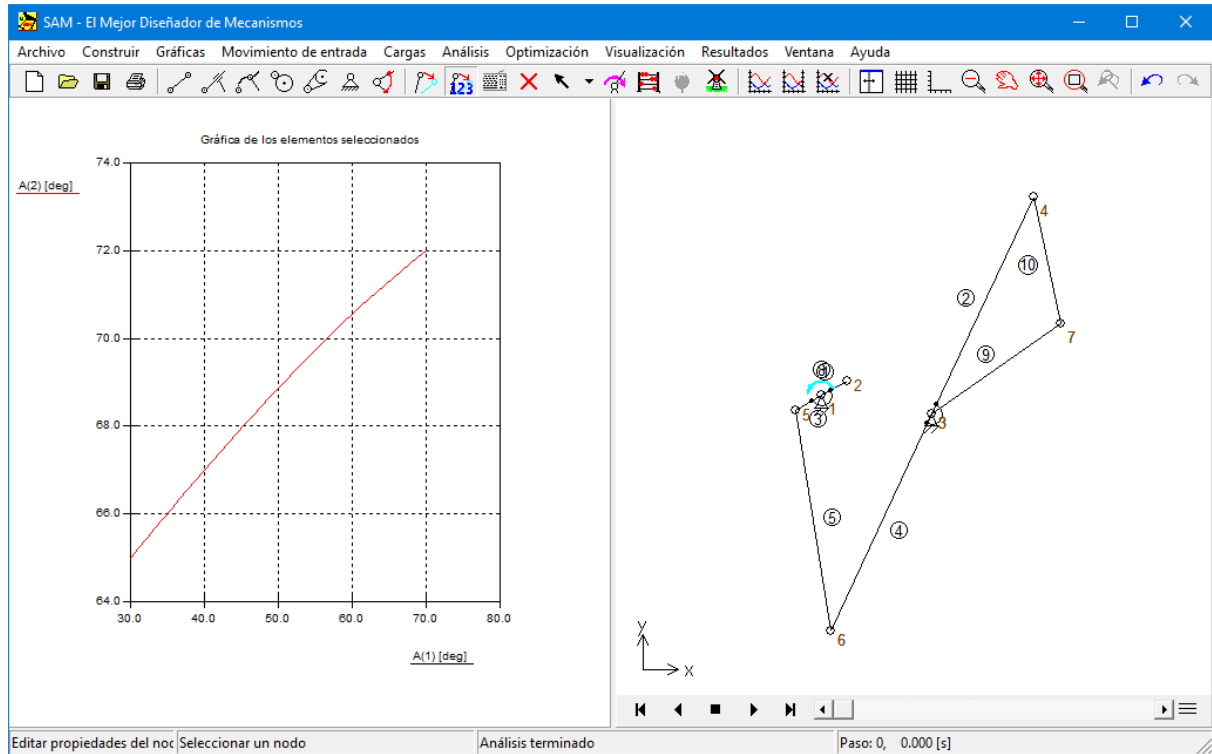 SAM - El Mejor Diseñador de Mecanismos
Archivo Construir Gráficas Movimiento de entrada Cargas Análisis Optimización Visualización Resultados Ventana Ayuda
123
Gráfica de los elementos seleccionados
74.0
A(2) [deg]
72.0
70.0
68.0
66.0
64.0
30.0 40.0 50.0 60.0 70.0 80.0
A(1) [deg]
4
10
2
7
9
2
1
5
3
3
5
4
6
y
x
Editar propiedades del noc Seleccionar un nodo Análisis terminado Paso: 0, 0.000 [s]